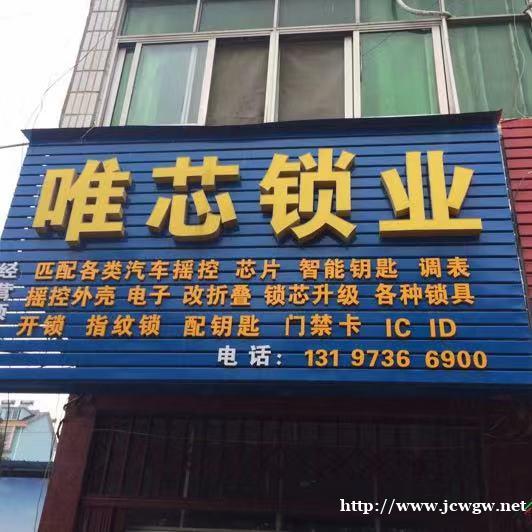 唯芯锁业
经营项
匹配各类汽车摇控 芯片 智能钥匙 调表
摇控外壳 电子 改折叠 锁芯升级 各种锁具
开锁 指纹锁 配钥匙 门禁卡 IC ID
电话：131 9736 6900
http://www.jcwgw.net